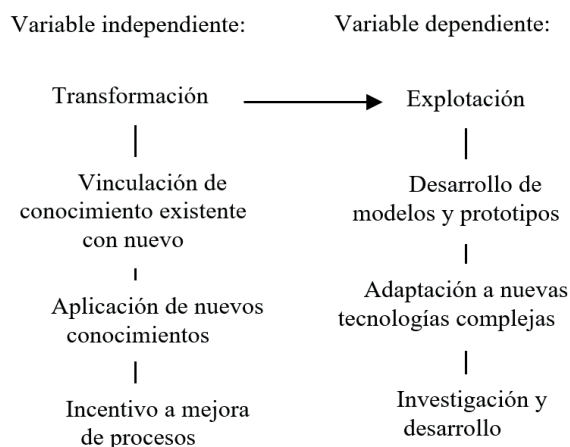 Variable independiente:
Variable dependiente:
Transformación
Explotación
Vinculación de
conocimiento existente
con nuevo
Desarrollo de
modelos y prototipos
Aplicación de nuevos
conocimientos
Adaptación a nuevas
tecnologías complejas
Incentivo a mejora
de procesos
Investigación y
desarrollo